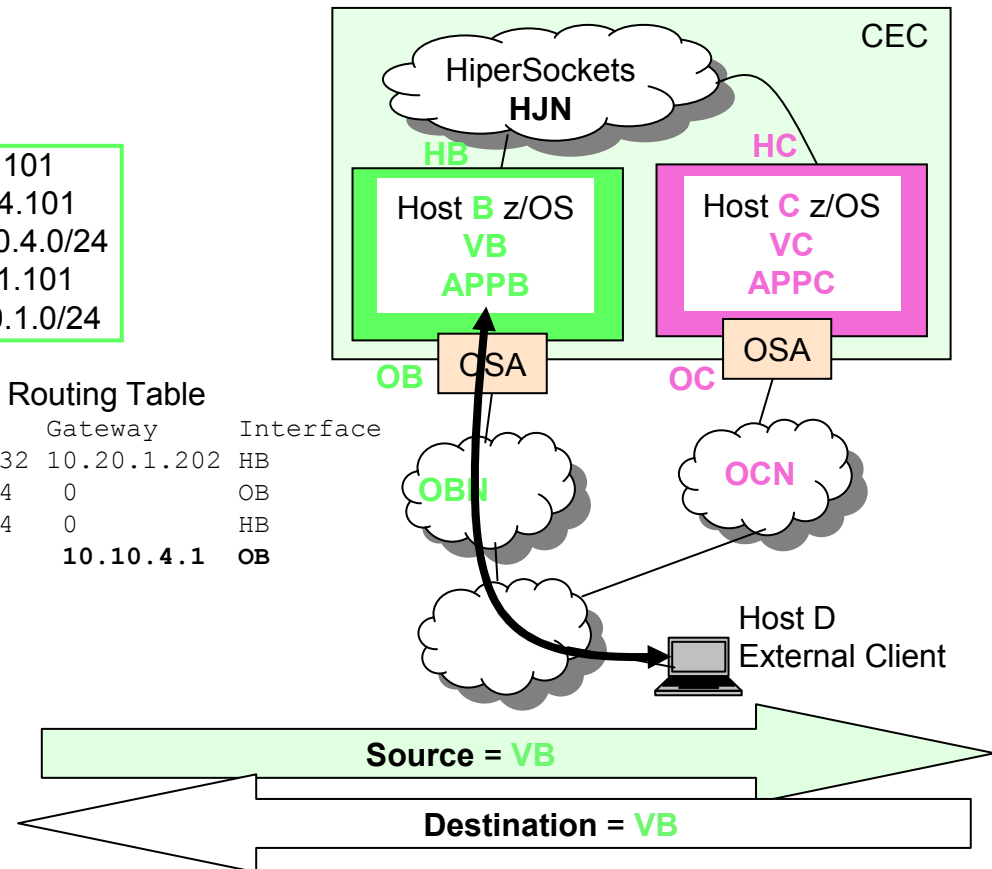 CEC
HiperSockets
HJN
HB
HC
101
4.101
0.4.0/24
1.101
0.1.0/24
Host B z/OS
VB
APPB
Host C z/OS
VC
APPC
OB
OSA
OC
OSA
Routing Table
Gateway Interface
32 10.20.1.202 HB
4 0 OB
4 0 HB
10.10.4.1 OB
OBN
OCN
Host D
External Client
Source = VB
Destination = VB